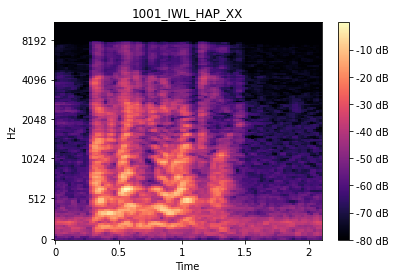 1001_IWL_HAP_XX
8192
4096
2048
1024
512
0
Hz
0
0.5
1
1.5
2
Time
-10 dB
-20 dB
-30 dB
-40 dB
-50 dB
-60 dB
-70 dB
-80 dB